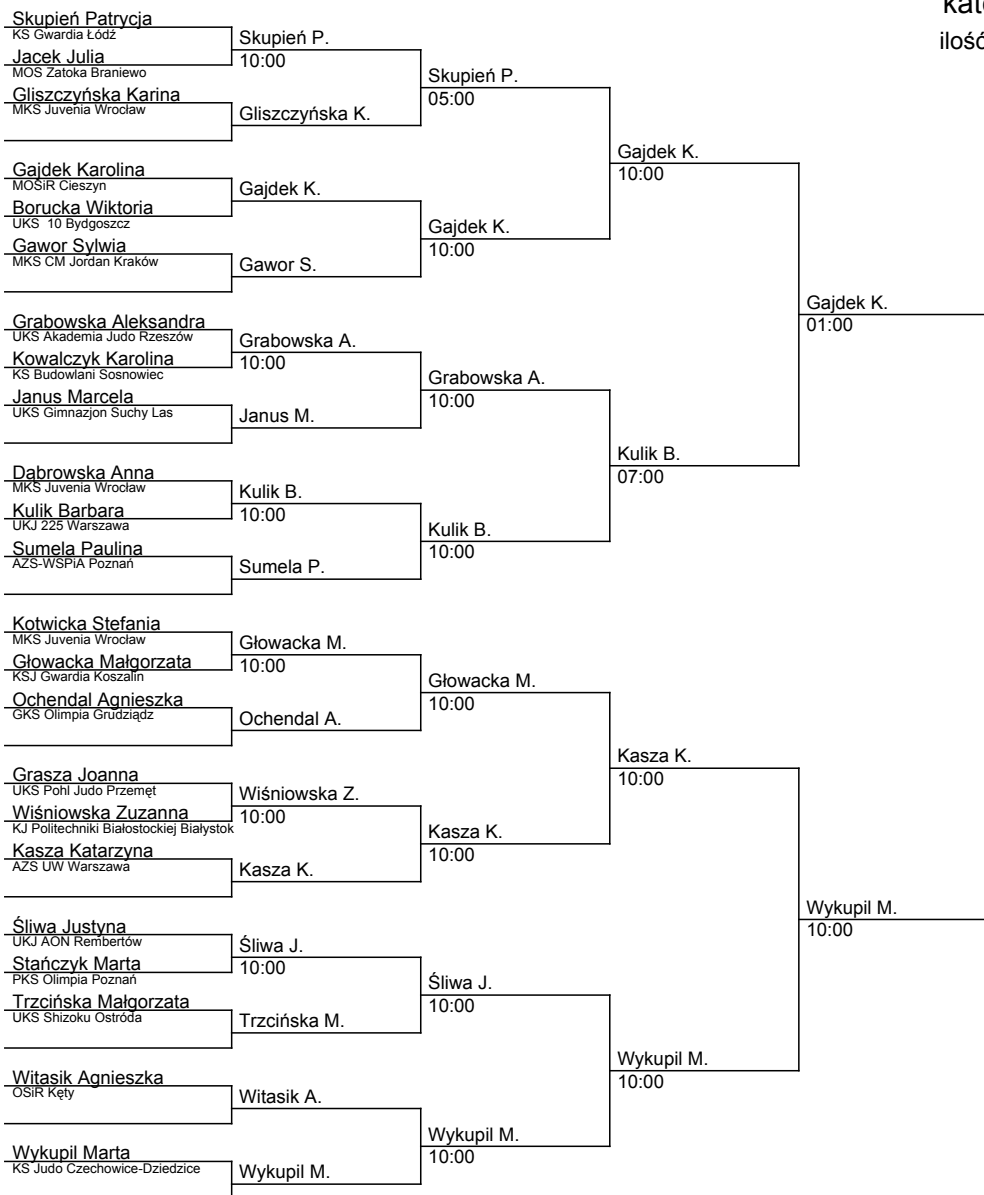 kate
ilość
Skupień Patrycja
KS Gwardia Łódź
Jacek Julia
MOS Zatoka Braniewo
Gliszczyńska Karina
MKS Juvenia Wrocław
Gajdek Karolina
MOSiR Cieszyn
Borucka Wiktoria
UKS 10 Bydgoszcz
Gawor Sylwia
MKS CM Jordan Kraków
Grabowska Aleksandra
UKS Akademia Judo Rzeszów
Kowalczyk Karolina
KS Budowlani Sosnowiec
Janus Marcela
UKS Gimnazjon Suchy Las
Dąbrowska Anna
MKS Juvenia Wrocław
Kulik Barbara
UKJ 225 Warszawa
Sumela Paulina
AZS-WSPiA Poznań
Kotwicka Stefania
MKS Juvenia Wrocław
Głowacka Małgorzata
KSJ Gwardia Koszalin
Ochendal Agnieszka
GKS Olimpia Grudziądz
Grasza Joanna
UKS Pohl Judo Przemęt
Wiśniowska Zuzanna
KJ Politechniki Białostockiej Białystok
Kasza Katarzyna
AZS UW Warszawa
Śliwa Justyna
UKJ AON Rembertów
Stańczyk Marta
PKS Olimpia Poznań
Trzcińska Małgorzata
UKS Shizoku Ostróda
Witasik Agnieszka
OSiR Kęty
Wykupil Marta
KS Judo Czechowice-Dziedzice
Skupień P.
10:00
Gliszczyńska K.
Gajdek K.
Gawor S.
Grabowska A.
10:00
Janus M.
Kulik B.
10:00
Sumela P.
Głowacka M.
10:00
Ochendal A.
Wiśniowska Z.
10:00
Kasza K.
Śliwa J.
10:00
Trzcińska M.
Witasik A.
Wykupil M.
Skupień P.
05:00
Gajdek K.
10:00
Grabowska A.
10:00
Kulik B.
10:00
Głowacka M.
10:00
Kasza K.
10:00
Śliwa J.
10:00
Wykupil M.
10:00
Gajdek K.
10:00
Kulik B.
07:00
Kasza K.
10:00
Wykupil M.
10:00
Gajdek K.
01:00
Wykupil M.
10:00